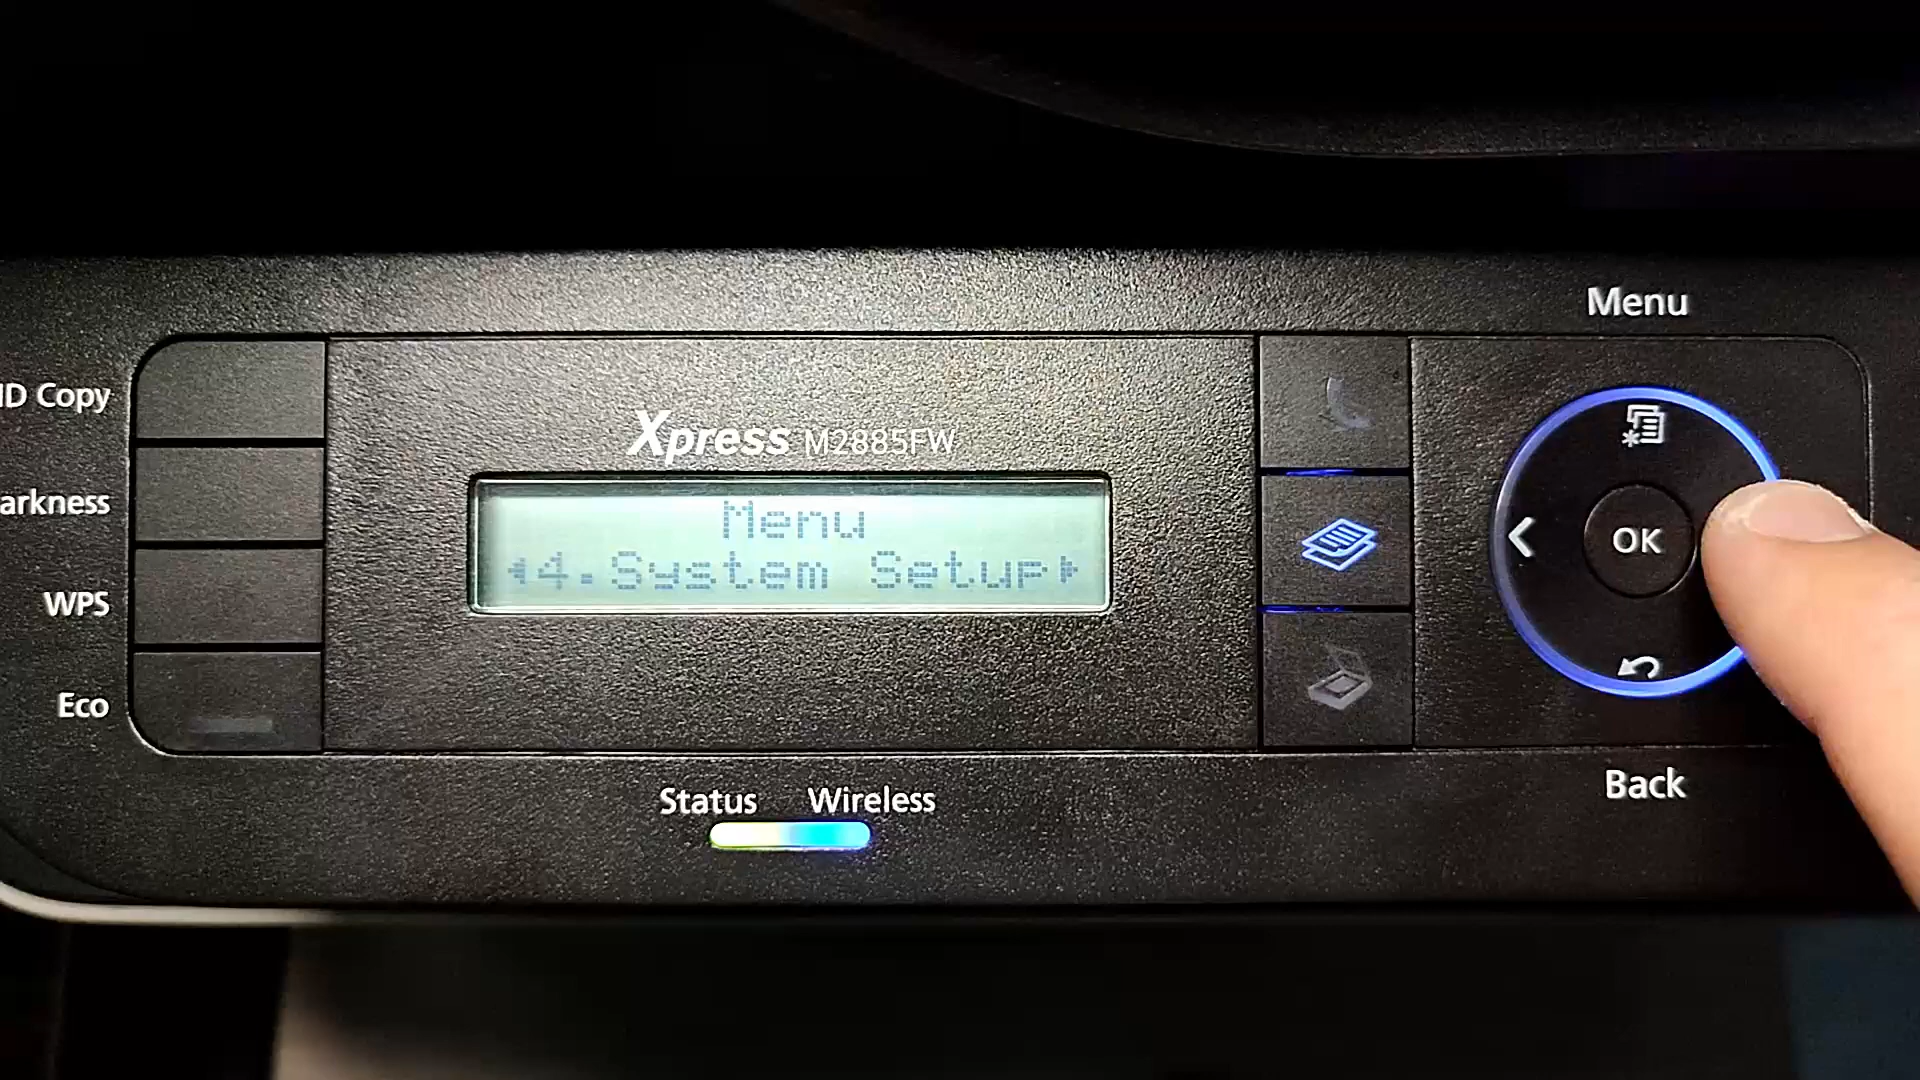 Menu
ID Copy
Xpress M2885FW
arkness
Menu
4.System Setup
OK
WPS
Eco
Status Wireless
Back